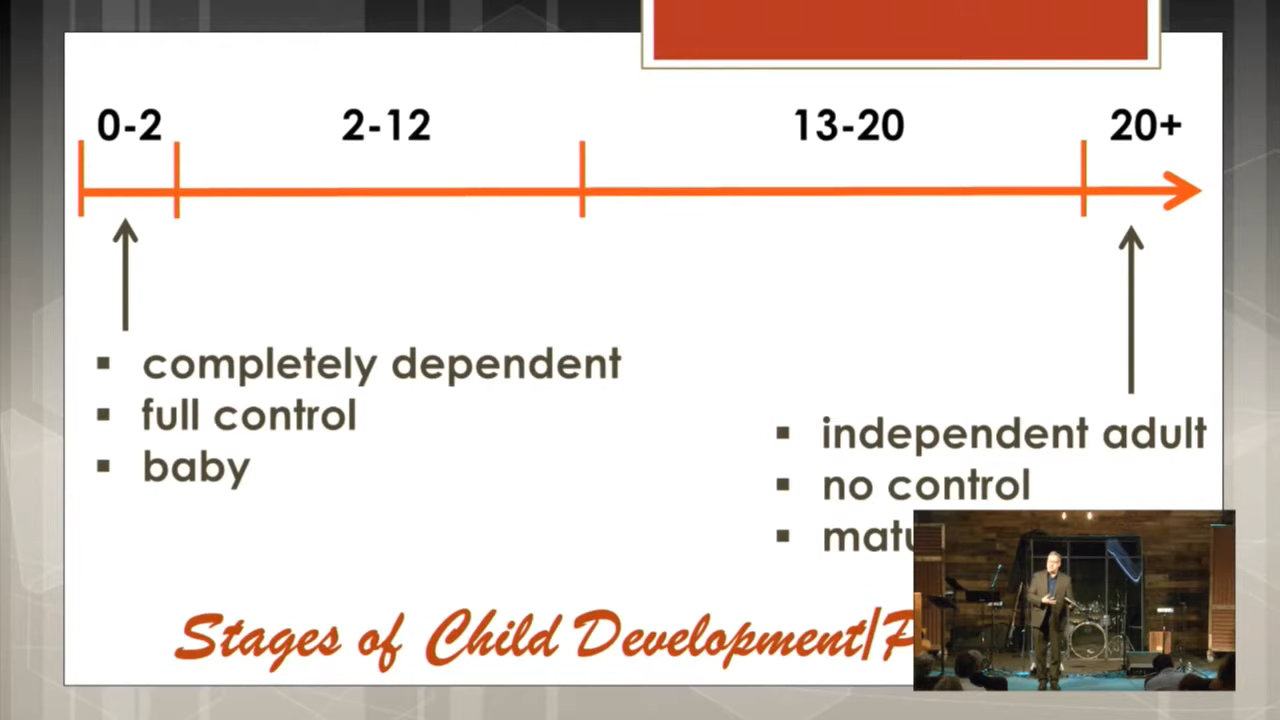 0-2 2-12 13-20 20+
▪ completely dependent
▪ full control
▪ baby
▪ independent adult
▪ no control
▪
Stages of Child Development/